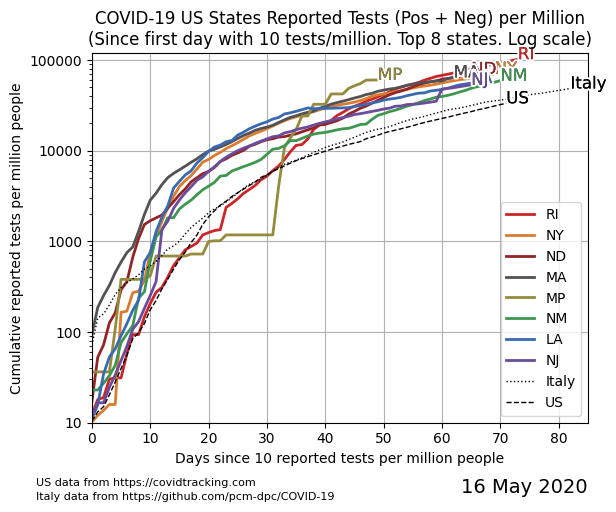 COVID-19 US States Reported Tests (Pos + Neg) per Million
(Since first day with 10 tests/million. Top 8 states. Log scale)
Cumulative reported tests per million people
100000
10000
1000
100
10
RI
NY
ND
MA
MP
NJ
NM
Italy
US
RI
NY
ND
MA
MP
NM
LA
NJ
Italy
US
0
10
20
30
40
50
60
70
80
Days since 10 reported tests per million people
US data from https://covidtracking.com
Italy data from https://github.com/pcm-dpc/COVID-19
16 May 2020